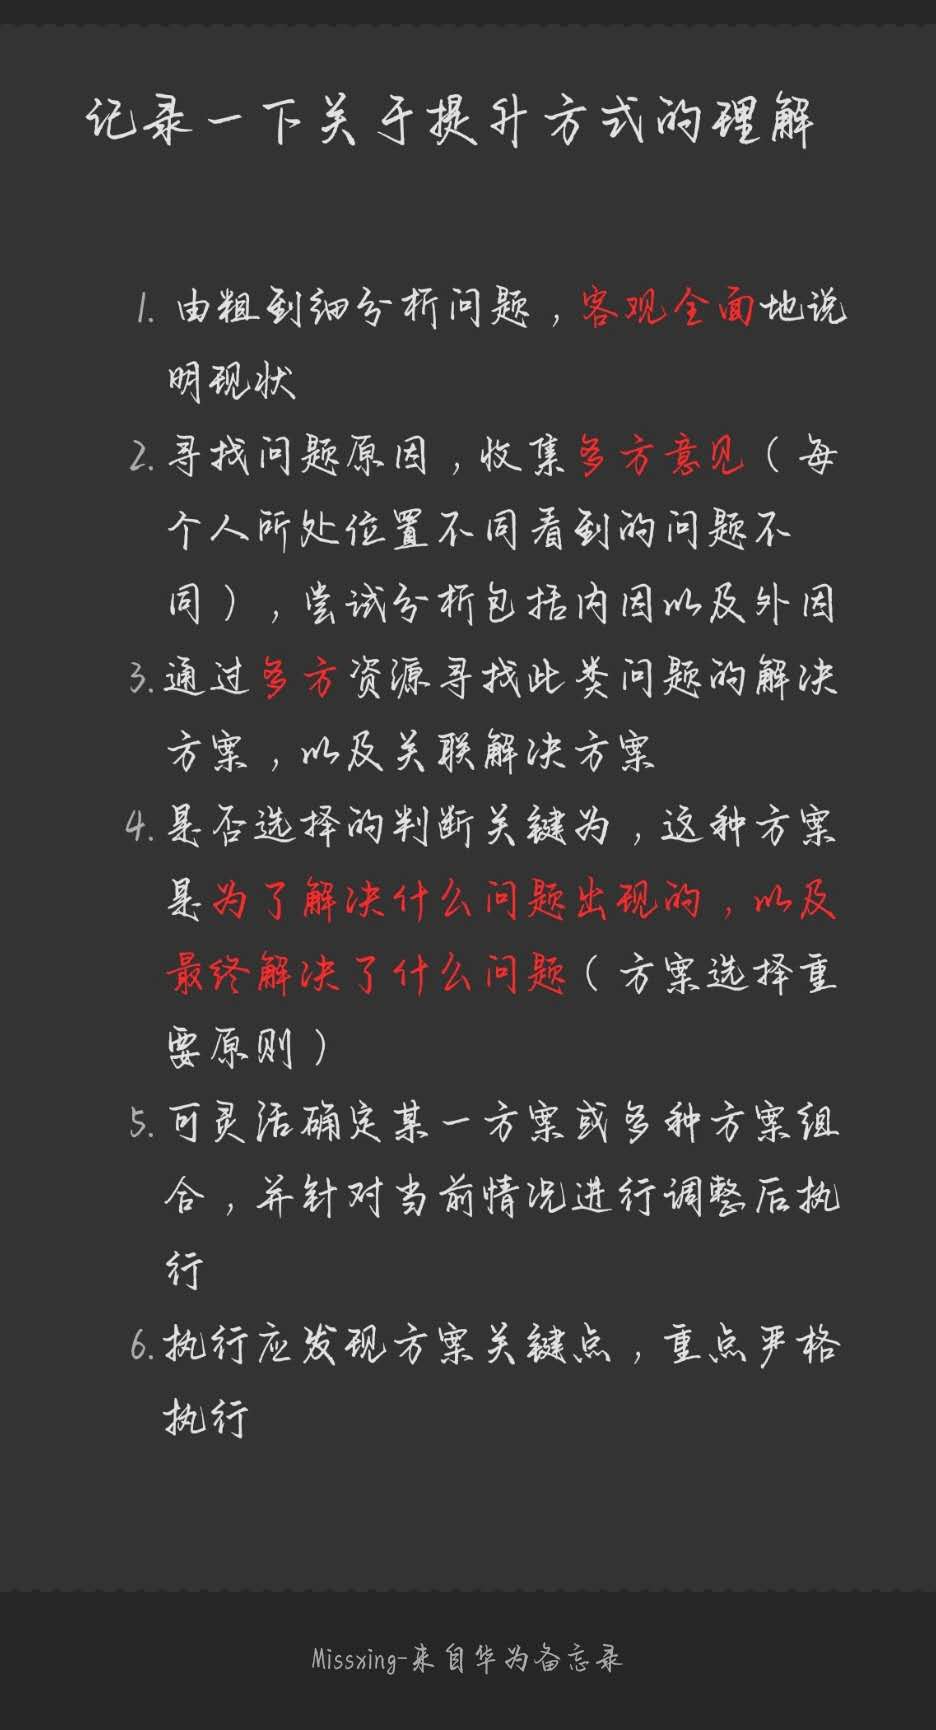 记录一下关于提升方式的理解
1. 由粗到细分析问题，客观全面地说
明现状
2. 寻找问题原因，收集多方意见（每
个人所处位置不同看到的问题不
同），尝试分析包括内因以及外因
3. 通过多方资源寻找此类问题的解决
方案，以及关联解决方案
4. 是否选择的判断关键为，这种方案
是为了解决什么问题出现的，以及
最终解决了什么问题（方案选择重
要原则）
5. 可灵活确定某一方案或多种方案组
合，并针对当前情况进行调整后执
行
6. 执行应发现方案关键点，重点严格
执行
Missxing-来自华为备忘录